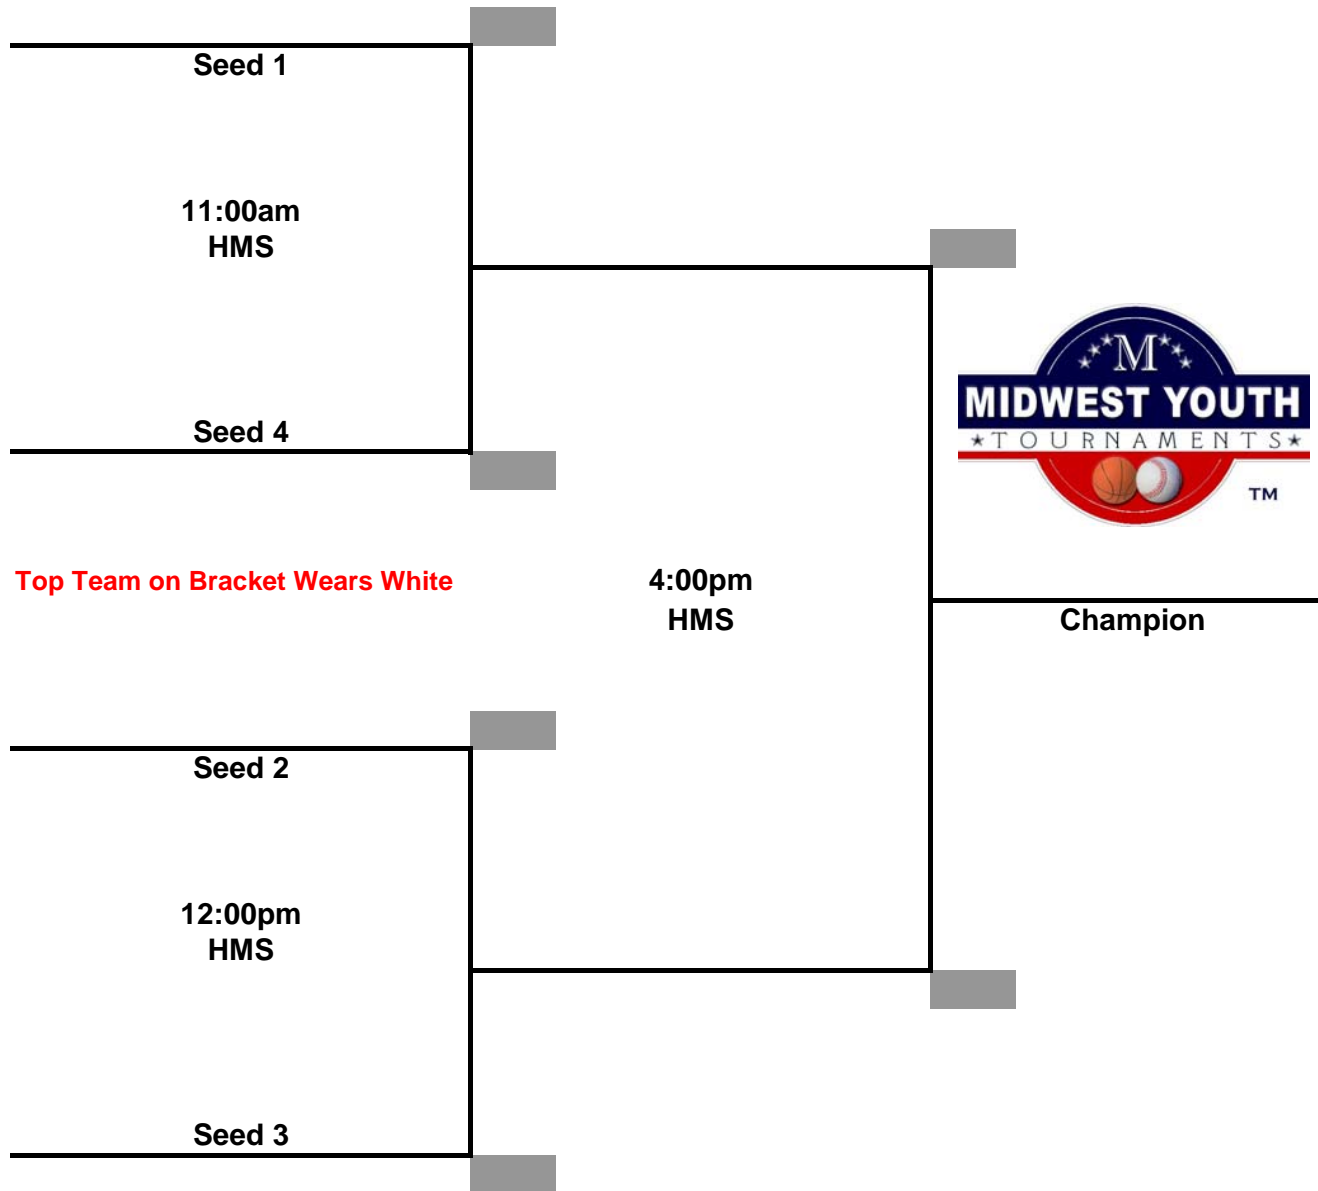 Seed 1
11:00am
HMS
M
MIDWEST YOUTH
★TOURNAMENTS★
TM
Seed 4
Top Team on Bracket Wears White
4:00pm
HMS
Champion
Seed 2
12:00pm
HMS
Seed 3